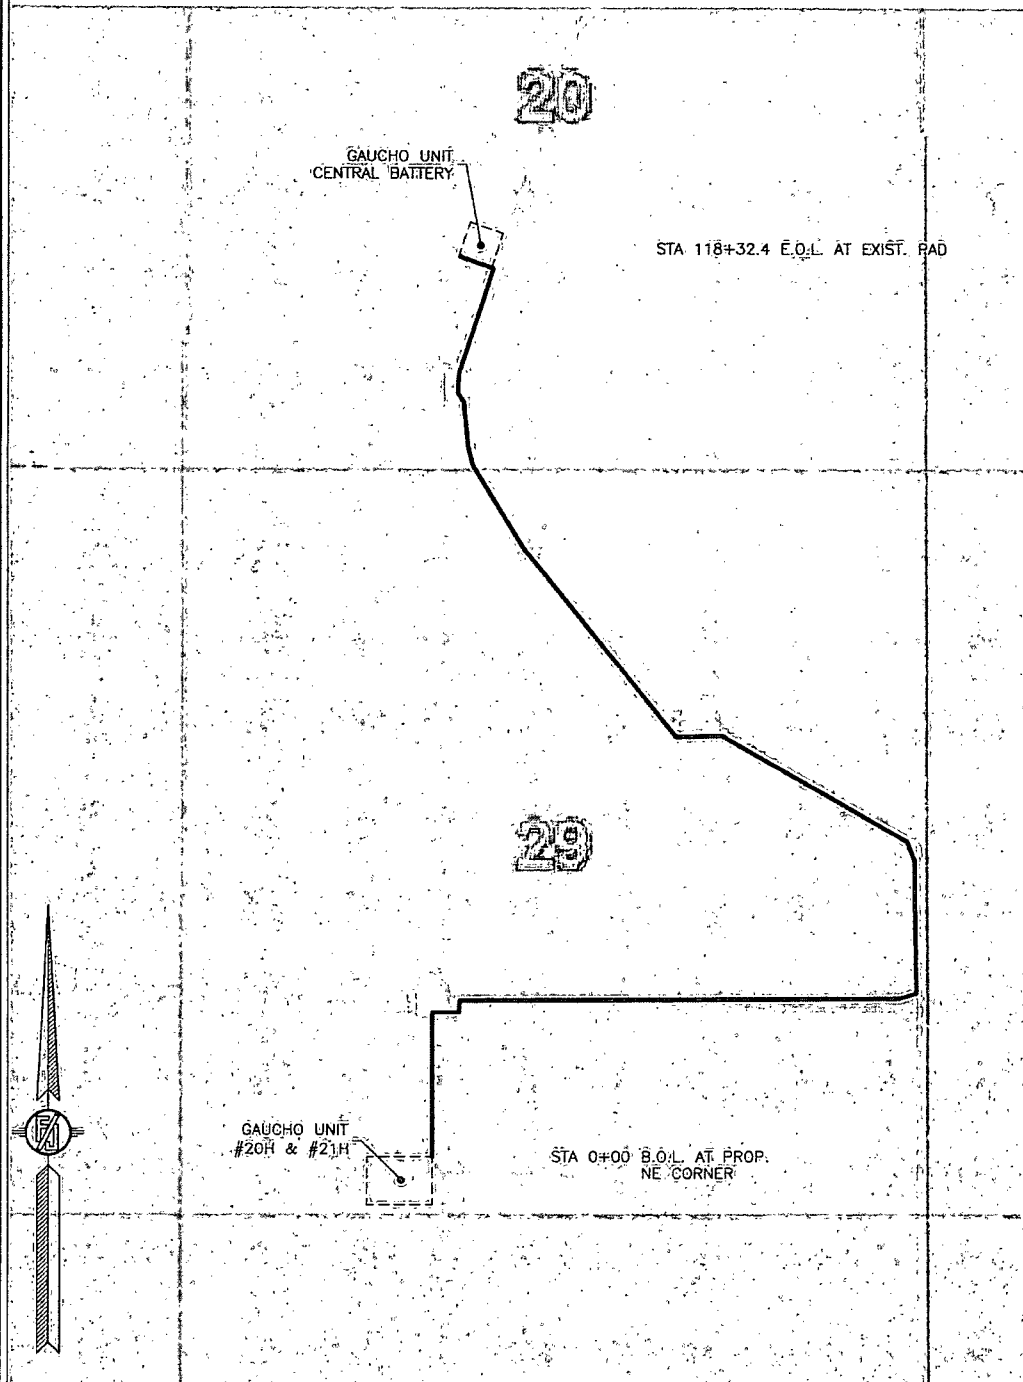 20
GAUCHO UNIT
CENTRAL BATTERY
STA 118+32.4 E.O.L. AT EXIST. PAD
29
GAUCHO UNIT
#20H & #21H
STA 0+00 B.O.L. AT PROP.
NE CORNER